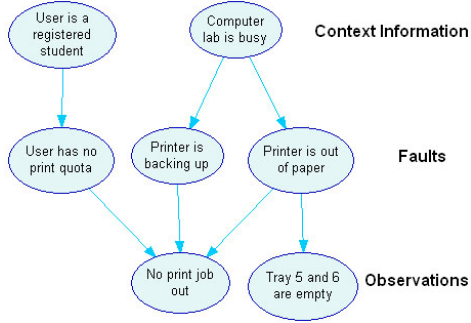 User is a
registered
student
Computer
lab is busy
Context Information
User has no
print quota
Printer is
backing up
Printer is out
of paper
Faults
No print job
out
Tray 5 and 6
are empty
Observations